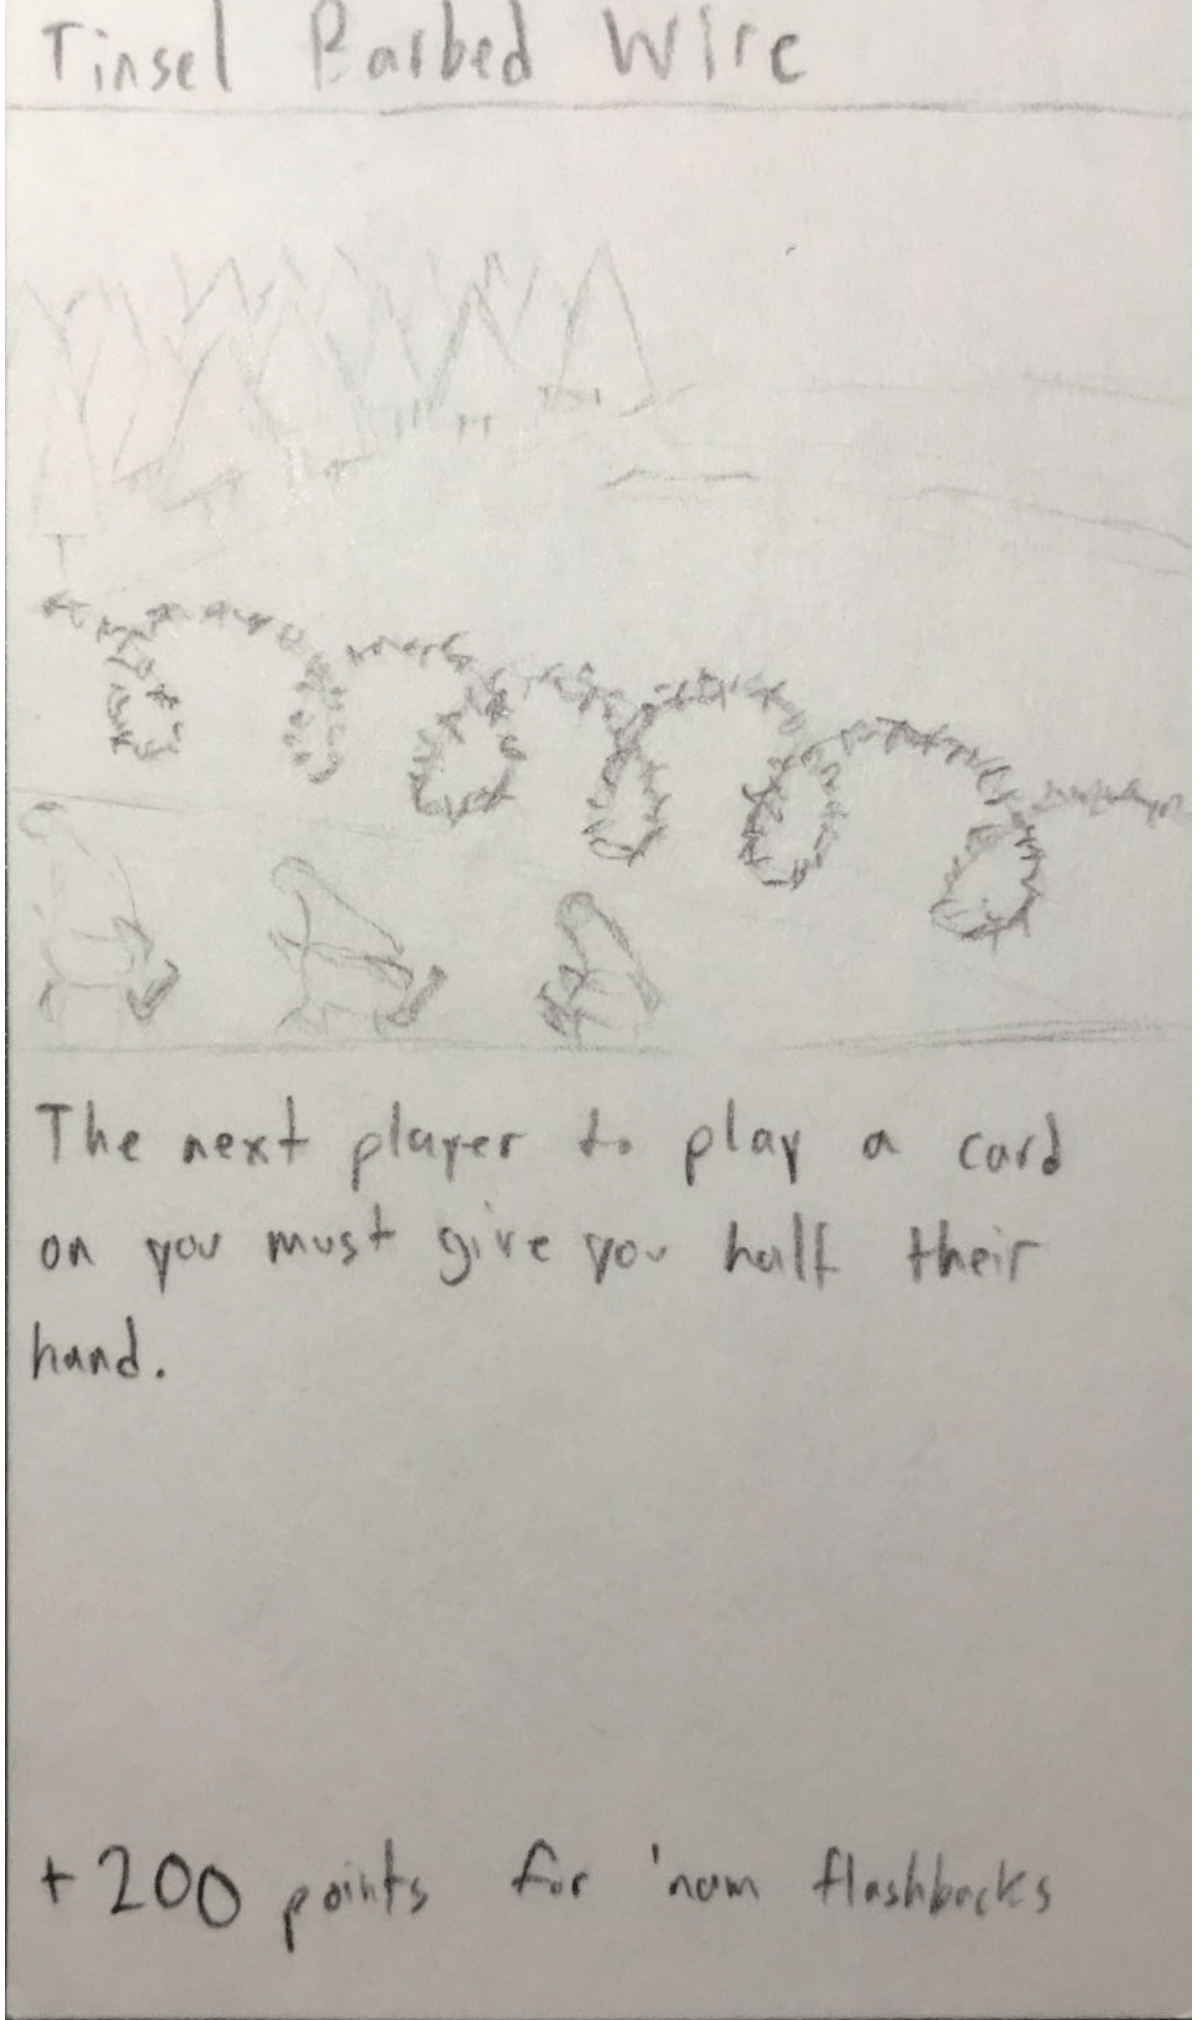 Tinsel Barbed Wire
The next player to play a card
on you must give you half their
hand.
+200 points for 'nam flashbacks